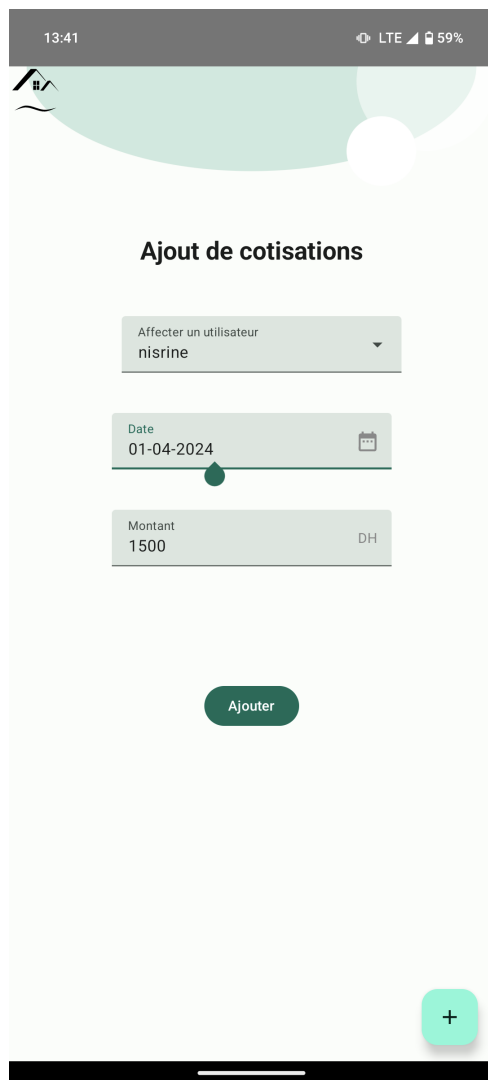 13:41
LTE 59%
Ajout de cotisations
Affecter un utilisateur
nisrine
Date
01-04-2024
Montant
1500
DH
Ajouter
+